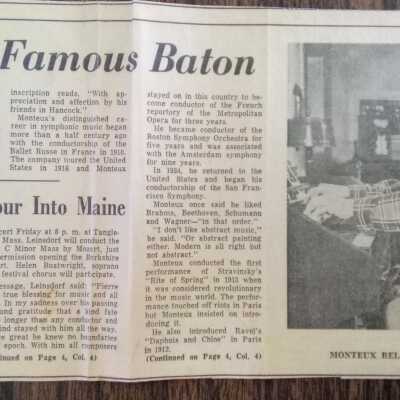 Famous Baton
inscription reads, "With ap-
preciation and affection by his
friends in Hancock."
Monteux's distinguished ca-
reer in symphonic music began
more than a half century ago
with the conductorship of the
Ballet Russe in France in 1910.
The company toured the United
States in 1916 and Monteux
stayed on in this country to be-
come conductor of the French
repertory of the Metropolitan
Opera for three years.
He became conductor of the
Boston Symphony Orchestra for
five years and was associated
with the Amsterdam symphony
for nine years.
In 1934, he returned to the
United States and began his
conductorship of the San Fran-
cisco Symphony.
Monteux once said he liked
Brahms, Beethoven, Schumann
and Wagner—"in that order."
"I don't like abstract music,"
he said. "Or abstract painting
either. Modern is all right but
not abstract."
Monteux conducted the first
performance of Stravinsky's
"Rite of Spring" in 1913 when
it was considered revolutionary
in the music world. The perform-
ance touched off riots in Paris
but Monteux insisted on intro-
ducing it.
He also introduced Ravel's
"Daphnis and Chloe" in Paris
in 1912.
(Continued on Page 4, Col. 4)
our Into Maine
cert Friday at 8 p. m. at Tangle-
Mass. Leinsdorf will conduct the
C Minor Mass by Mozart, just
ermission opening the Berkshire
rt. Helen Boatwright, soprano
festival chorus will participate.
essage, Leinsdorf said: "Pierre
true blessing for music and all
In my sadness over his passing
ound gratitude that a kind fate
longer than any conductor and
ind stayed with him all the way.
we great he knew no boundaries
epoch. With him all composers
ntinued on Page 4, Col. 4)
MONTEUX REL